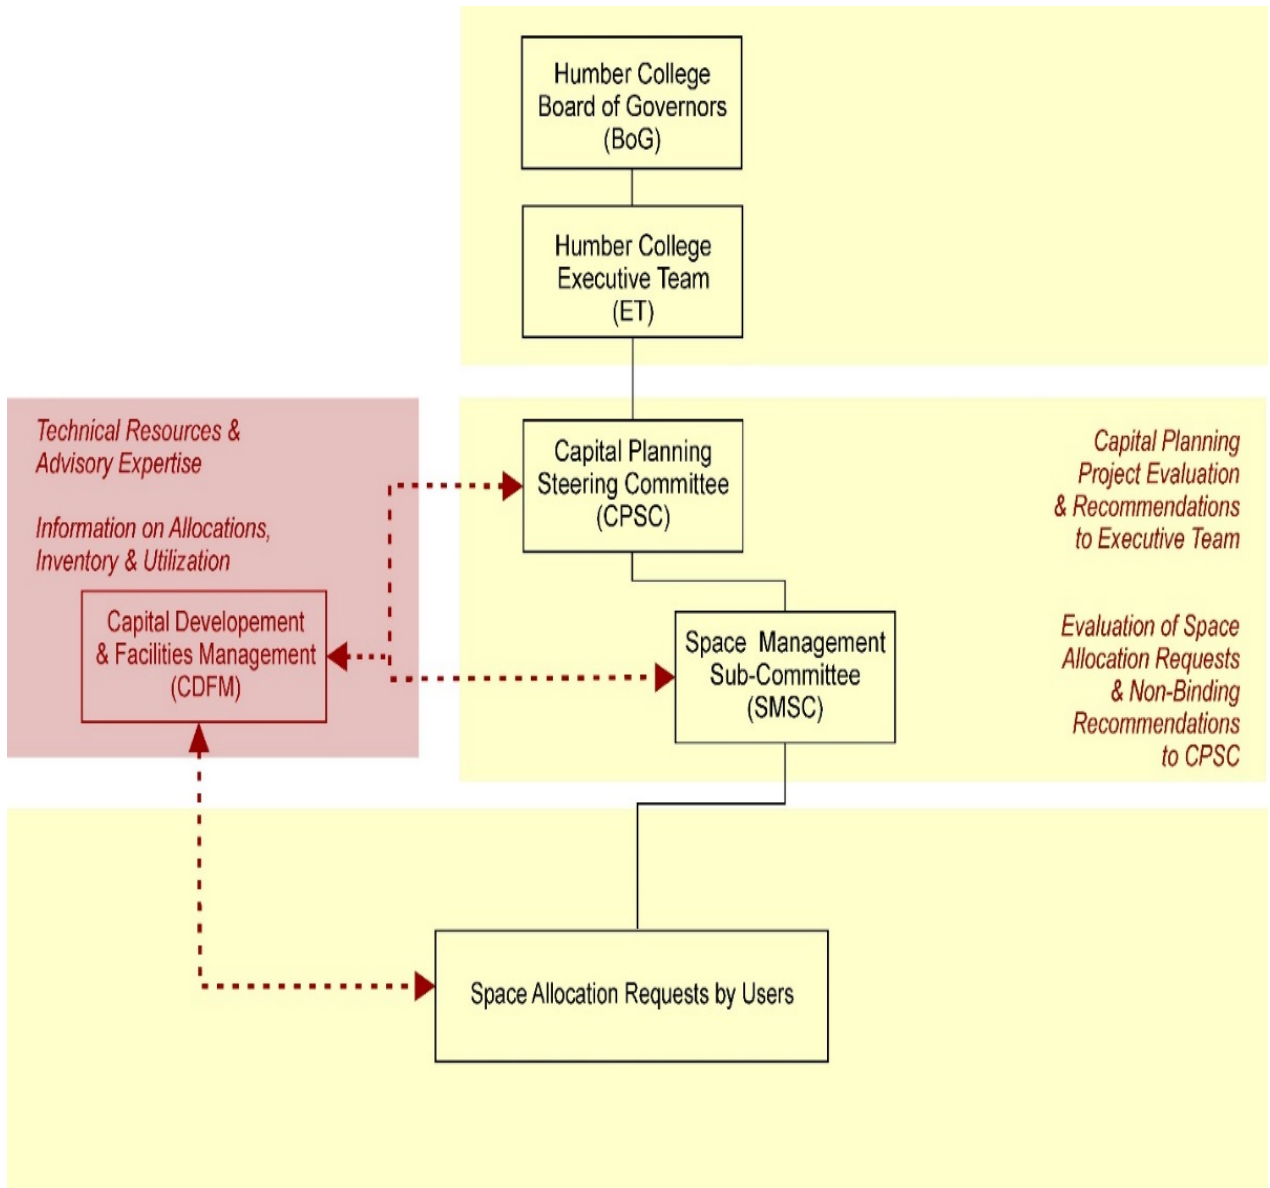 Humber College
Board of Governors
(BoG)
Humber College
Executive Team
(ET)
Technical Resources &
Advisory Expertise
Information on Allocations,
Inventory & Utilization
Capital Developement
& Facilities Management
(CDFM)
Capital Planning
Steering Committee
(CPSC)
Capital Planning
Project Evaluation
& Recommendations
to Executive Team
Space Management
Sub-Committee
(SMSC)
Evaluation of Space
Allocation Requests
& Non-Binding
Recommendations
to CPSC
Space Allocation Requests by Users